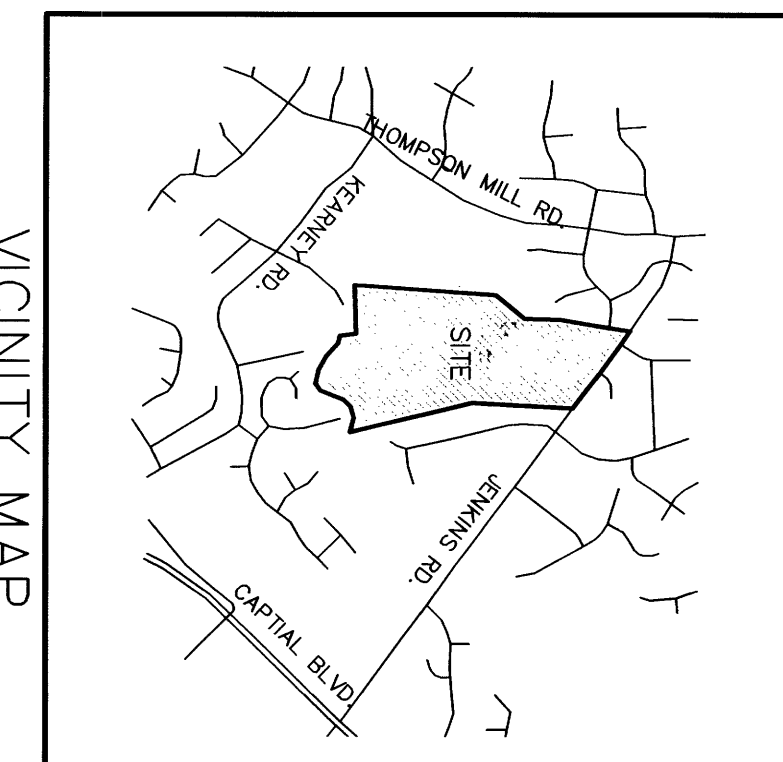 THOMPSON MILL RD.
KEARNEY RD.
SITE
JENKINS RD.
CAPTIAL BLVD.
VICINITY MAP